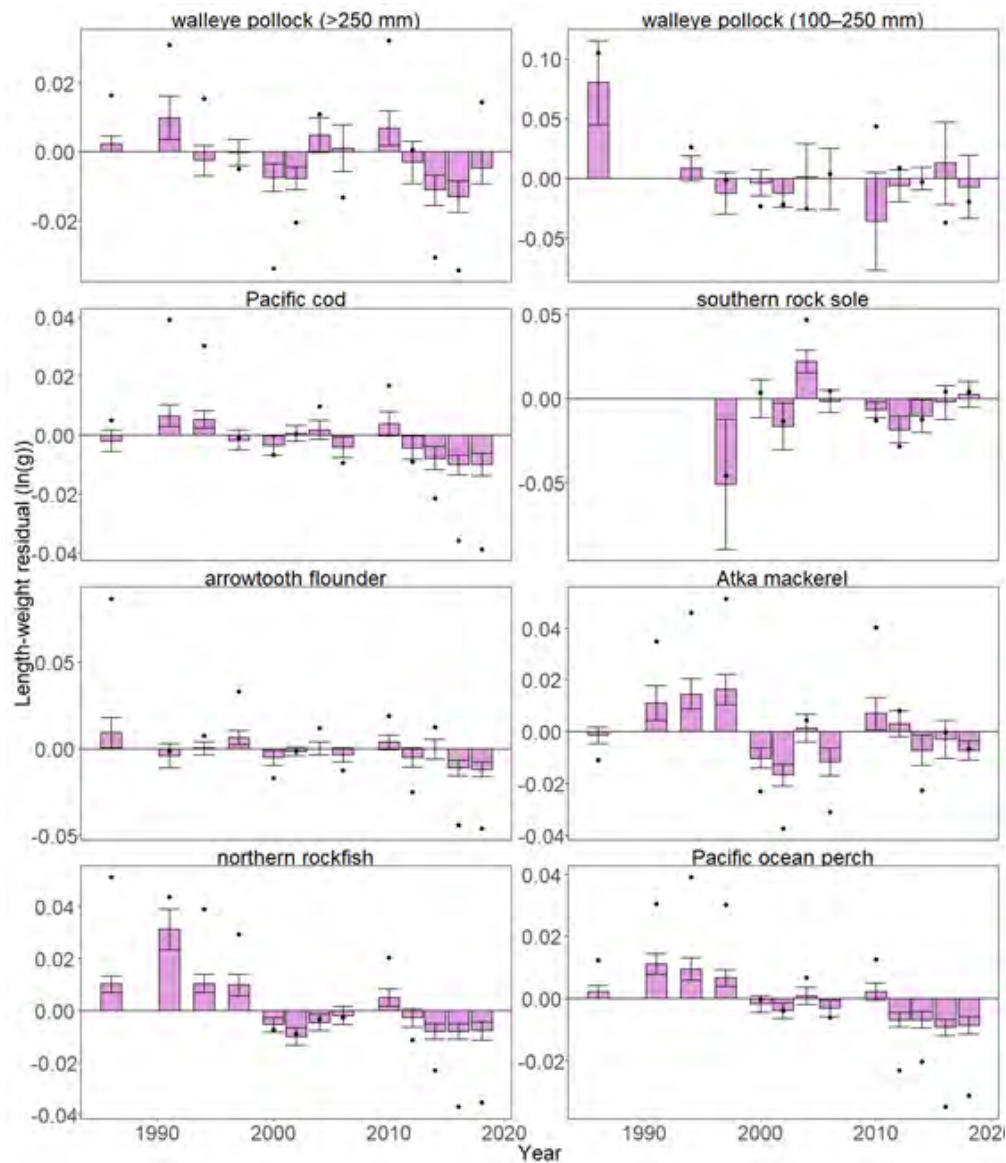 walleye pollock (>250 mm)
walleye pollock (100–250 mm)
0.02
0.00
-0.02
0.10
0.05
0.00
-0.05
Pacific cod
southern rock sole
0.04
0.02
0.00
-0.02
-0.04
0.05
0.00
-0.05
Length-weight residual (ln(g))
arrowtooth flounder
Atka mackerel
0.05
0.00
-0.05
0.04
0.02
0.00
-0.02
-0.04
northern rockfish
Pacific ocean perch
0.04
0.02
0.00
-0.02
-0.04
0.04
0.02
0.00
-0.02
1990 2000 2010 2020
1990 2000 2010 2020
Year